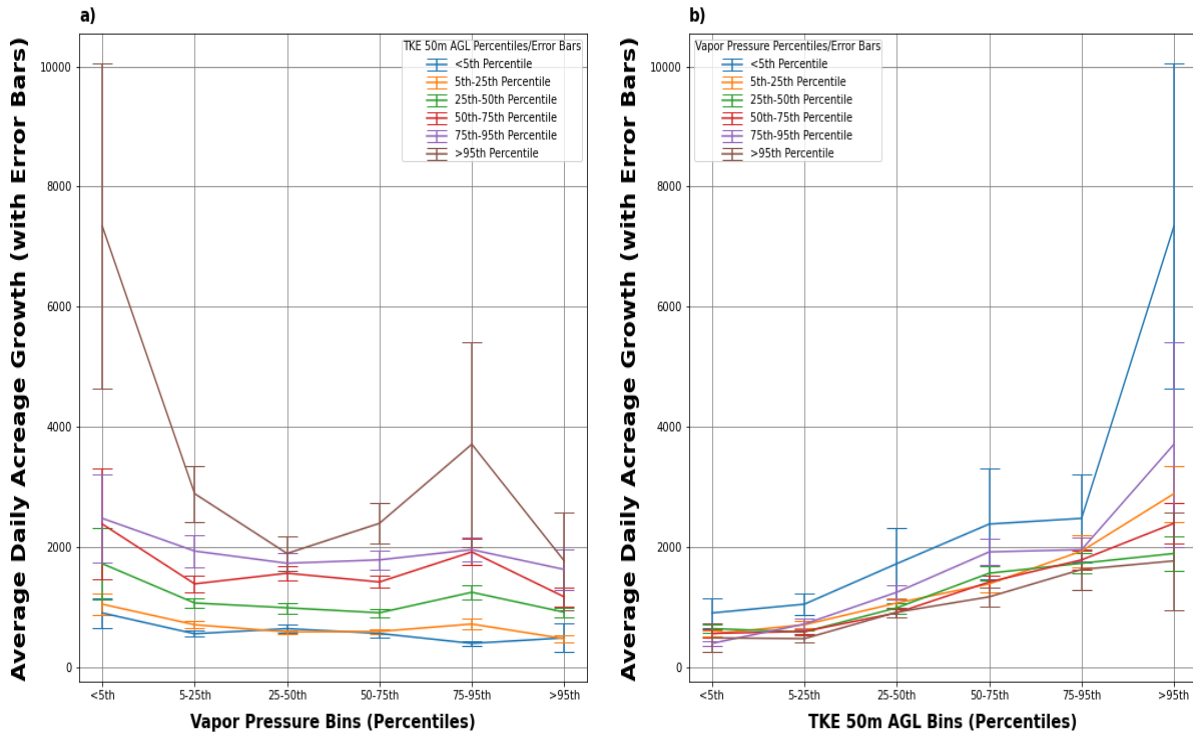 a)
Average Daily Acreage Growth (with Error Bars)
10000
8000
6000
4000
2000
0
TKE 50m AGL Percentiles/Error Bars
<5th Percentile
5th-25th Percentile
25th-50th Percentile
50th-75th Percentile
75th-95th Percentile
>95th Percentile
<5th
5-25th
25-50th
50-75th
75-95th
>95th
Vapor Pressure Bins (Percentiles)
b)
Average Daily Acreage Growth (with Error Bars)
10000
8000
6000
4000
2000
0
Vapor Pressure Percentiles/Error Bars
<5th Percentile
5th-25th Percentile
25th-50th Percentile
50th-75th Percentile
75th-95th Percentile
>95th Percentile
<5th
5-25th
25-50th
50-75th
75-95th
>95th
TKE 50m AGL Bins (Percentiles)